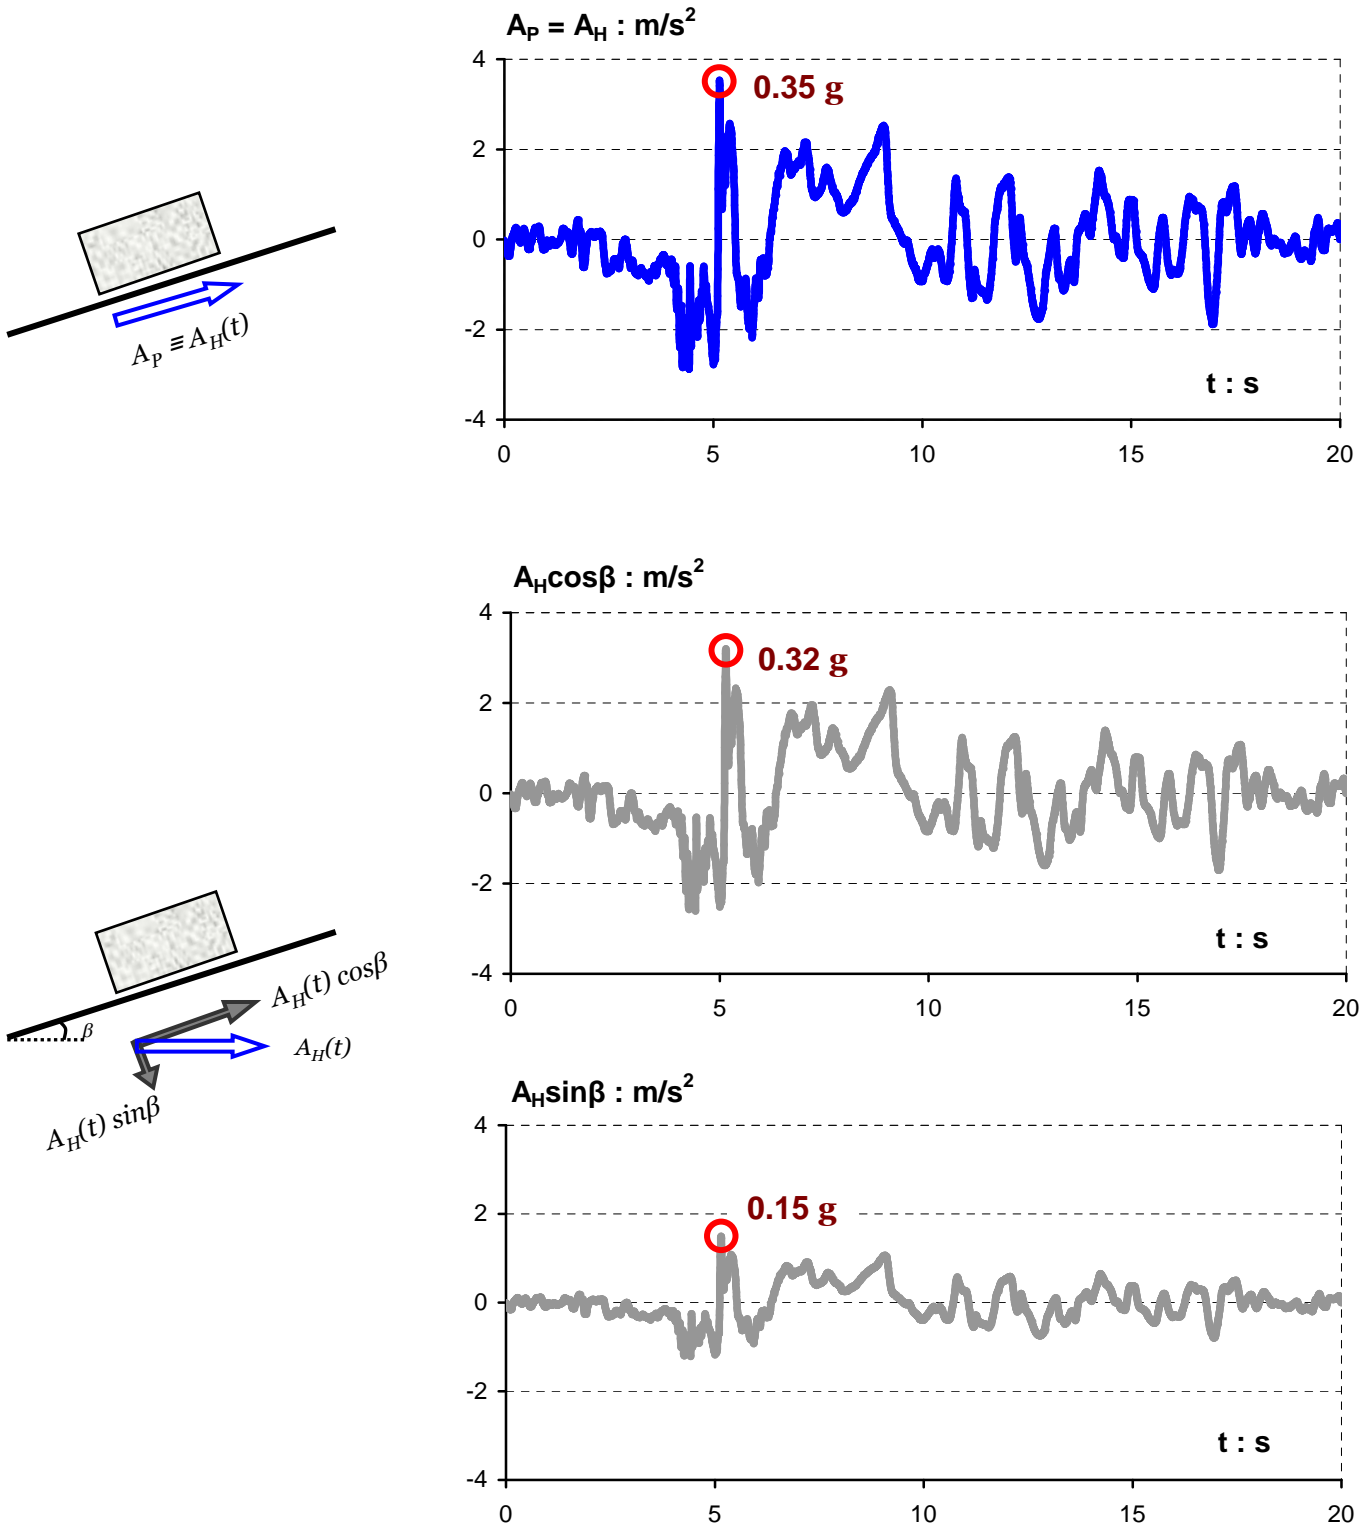 A_P = A_H : m/s²
4
0.35 g
2
0
-2
t : s
-4
0 5 10 15 20
A_P ≡ A_H(t)
A_Hcosβ : m/s²
4
0.32 g
2
0
-2
t : s
-4
0 5 10 15 20
A_H(t) cosβ
β
A_H(t)
A_H(t) sinβ
A_Hsinβ : m/s²
4
2
0.15 g
0
-2
t : s
-4
0 5 10 15 20